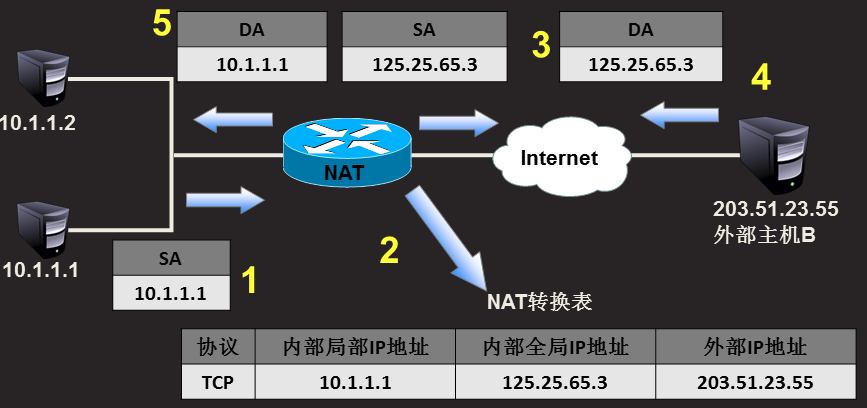 5
DA
10.1.1.1
SA
125.25.65.3
3
DA
125.25.65.3
4
10.1.1.2
NAT
Internet
203.51.23.55
外部主机B
10.1.1.1
SA
10.1.1.1
1
2
NAT转换表
协议 内部局部IP地址 内部全局IP地址 外部IP地址
TCP 10.1.1.1 125.25.65.3 203.51.23.55